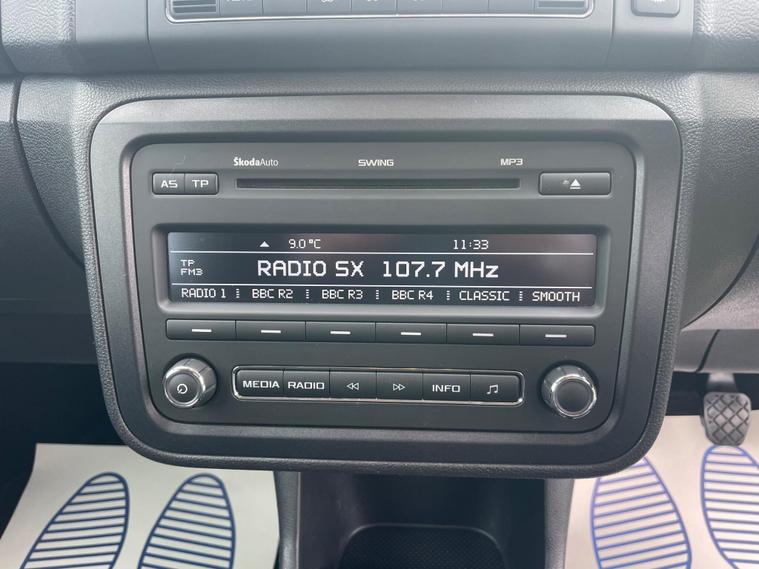 ŠkodaAuto SWING MP3
AS TP
9.0 °C 11:33
TP
FM3
RADIO SX 107.7 MHz
RADIO 1 BBC R2 BBC R3 BBC R4 CLASSIC SMOOTH
MEDIA RADIO INFO